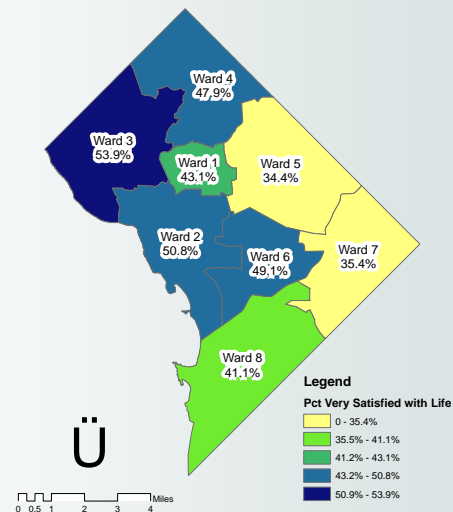 Ward 4
47.9%
Ward 3
53.9%
Ward 1
43.1%
Ward 5
34.4%
Ward 2
50.8%
Ward 6
49.1%
Ward 7
35.4%
Ward 8
41.1%
Legend
Pct Very Satisfied with Life
0 - 35.4%
35.5% - 41.1%
41.2% - 43.1%
43.2% - 50.8%
50.9% - 53.9%
Ü
Miles
0 0.5 1 2 3 4